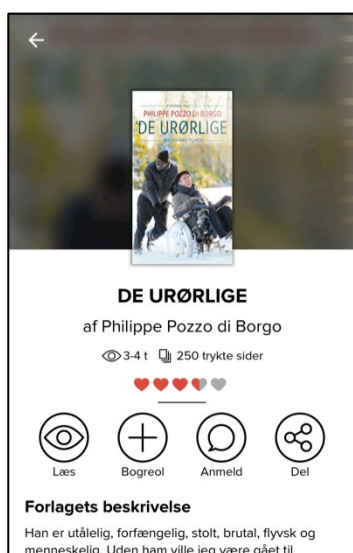 PHILIPPE POZZO DI BORGO
DE URØRLIGE
DE URØRLIGE
af Philippe Pozzo di Borgo
3-4 t 250 trykte sider
Læs Bogreol Anmeld Del
Forlagets beskrivelse
Han er utålelig, forfængelig, stolt, brutal, flyvsk og
menneskelig. Uden ham ville jeg være gået til